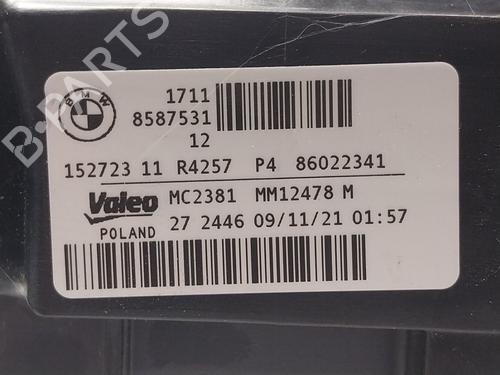 B-PARTS
BMW
1711
8587531
12
152723 11 R4257 P4 86022341
Valeo MC2381 MM12478 M
POLAND 27 2446 09/11/21 01:57